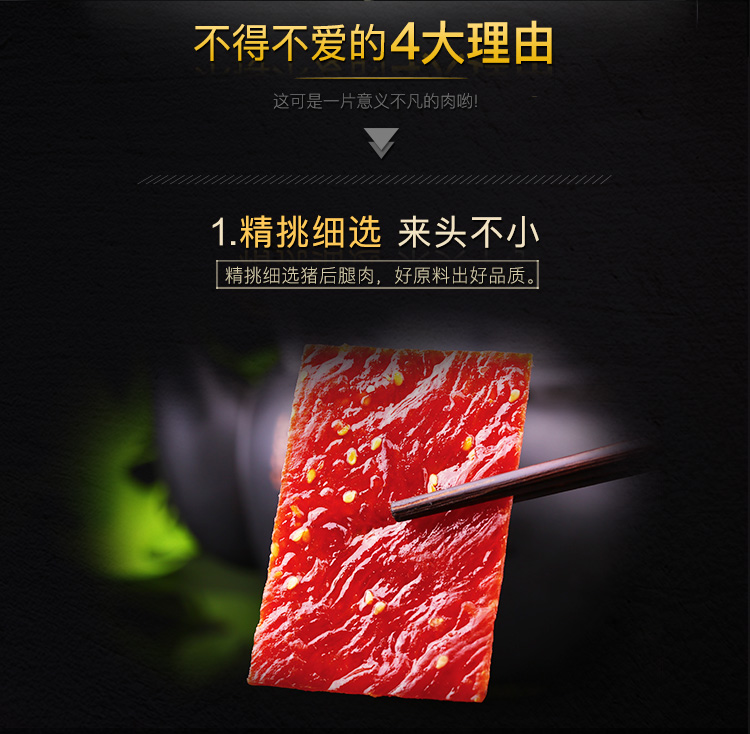 不得不爱的4大理由
这可是一片意义不凡的肉哟!
1.精挑细选 来头不小
精挑细选猪后腿肉，好原料出好品质。